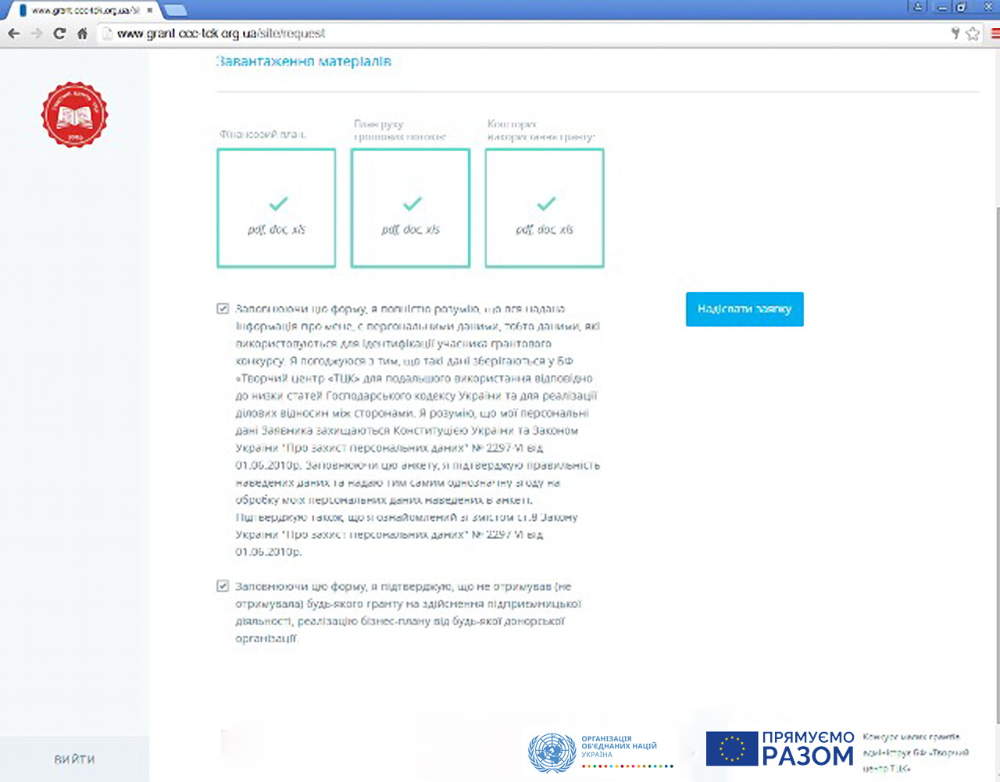 www.grant.ccc-tck.org.ua/si
www.grant.ccc-tck.org.ua/site/request
Завантаження матеріалів
Фінансовий план:
План руху
грошових потоків:
Кошторис
використання гранту:
pdf, doc, xls
pdf, doc, xls
pdf, doc, xls
Заповнюючи цю форму, я повністю розумію, що вся надана
інформація про мене, є персональними даними, тобто даними, які
використовуються для ідентифікації учасника грантового
конкурсу. Я погоджуюся з тим, що такі дані зберігаються у БФ
«Творчий центр «ТЦК» для подальшого використання відповідно
до низки статей Господарського кодексу України та для реалізації
ділових відносин між сторонами. Я розумію, що мої персональні
дані Заявника захищаються Конституцією України та Законом
України "Про захист персональних даних" № 2297-VI від
01.06.2010р. Заповнюючи цю анкету, я підтверджую правильність
наведених даних та надаю тим самим однозначну згоду на
обробку моїх персональних даних наведених в анкеті.
Підтверджую також, що я ознайомлений зі змістом ст.8 Закону
України "Про захист персональних даних" № 2297-VI від
01.06.2010р.
Надіслати заявку
Заповнюючи цю форму, я підтверджую, що не отримував (не
отримувала) будь-якого гранту на здійснення підприємницької
діяльності, реалізацію бізнес-плану від будь-якої донорської
організації.
ВИЙТИ
ОРГАНІЗАЦІЯ
ОБ'ЄДНАНИХ НАЦІЙ
УКРАЇНА
ПРЯМУЄМО
РАЗОМ
Конкурс малих грантів
адмініструє БФ «Творчий
центр ТЦК»